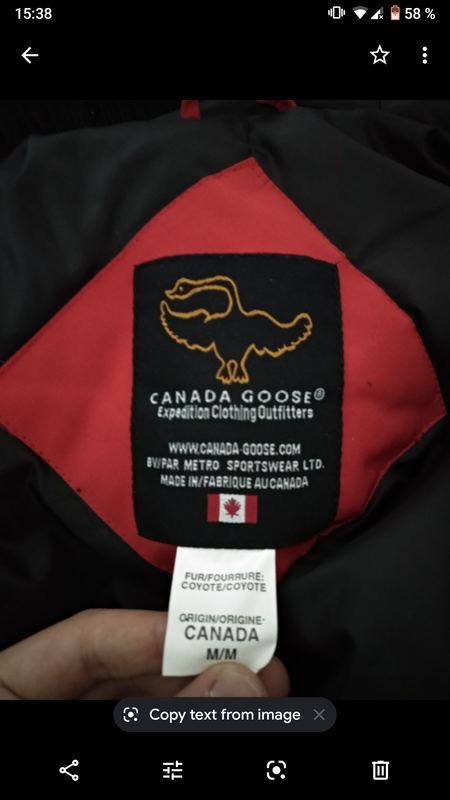 15:38
58 %
CANADA GOOSE®
Expedition Clothing Outfitters
WWW.CANADA-GOOSE.COM
BY/PAR METRO SPORTSWEAR LTD.
MADE IN/FABRIQUE AU CANADA
FUR/FOURRURE:
COYOTE/COYOTE
ORIGIN/ORIGINE:
CANADA
M/M
Copy text from image